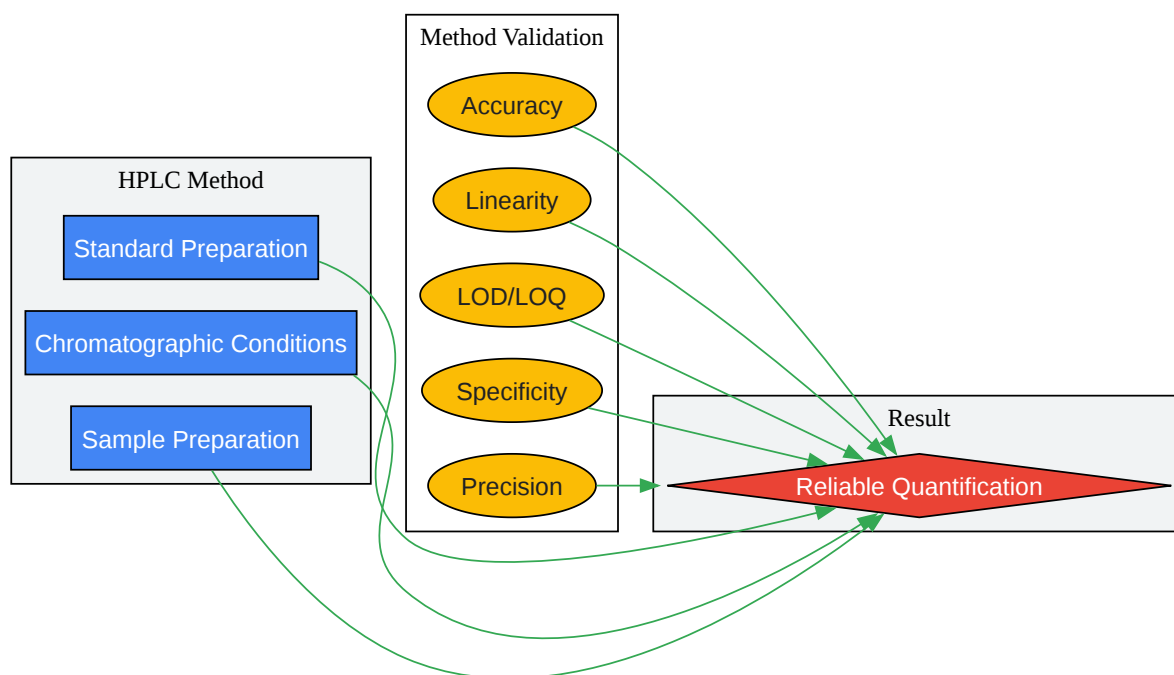 HPLC Method
Standard Preparation
Chromatographic Conditions
Sample Preparation
Method Validation
Accuracy
Linearity
LOD/LOQ
Specificity
Precision
Result
Reliable Quantification